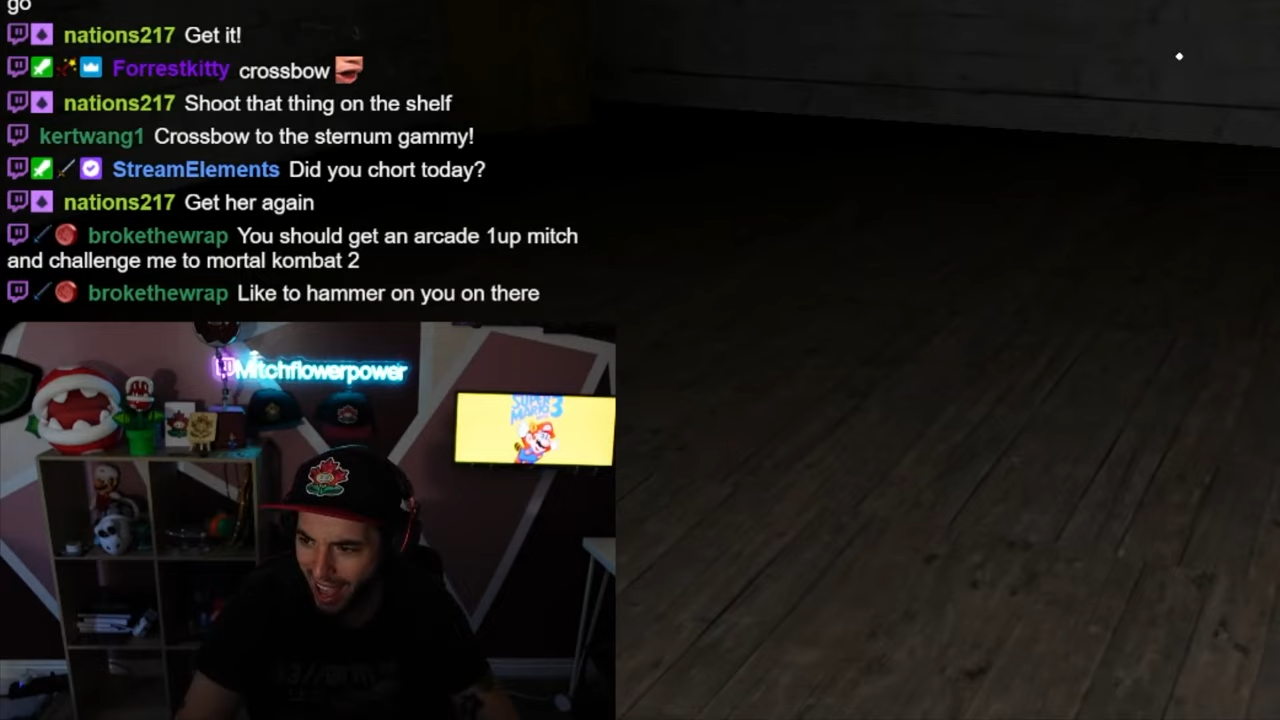 go
nations217 Get it!
Forrestkitty crossbow
nations217 Shoot that thing on the shelf
kertwang1 Crossbow to the sternum gammy!
StreamElements Did you chort today?
nations217 Get her again
brokethewrap You should get an arcade 1up mitch
and challenge me to mortal kombat 2
brokethewrap Like to hammer on you on there
Mitchflowerpower
SUPER
MARIO 3